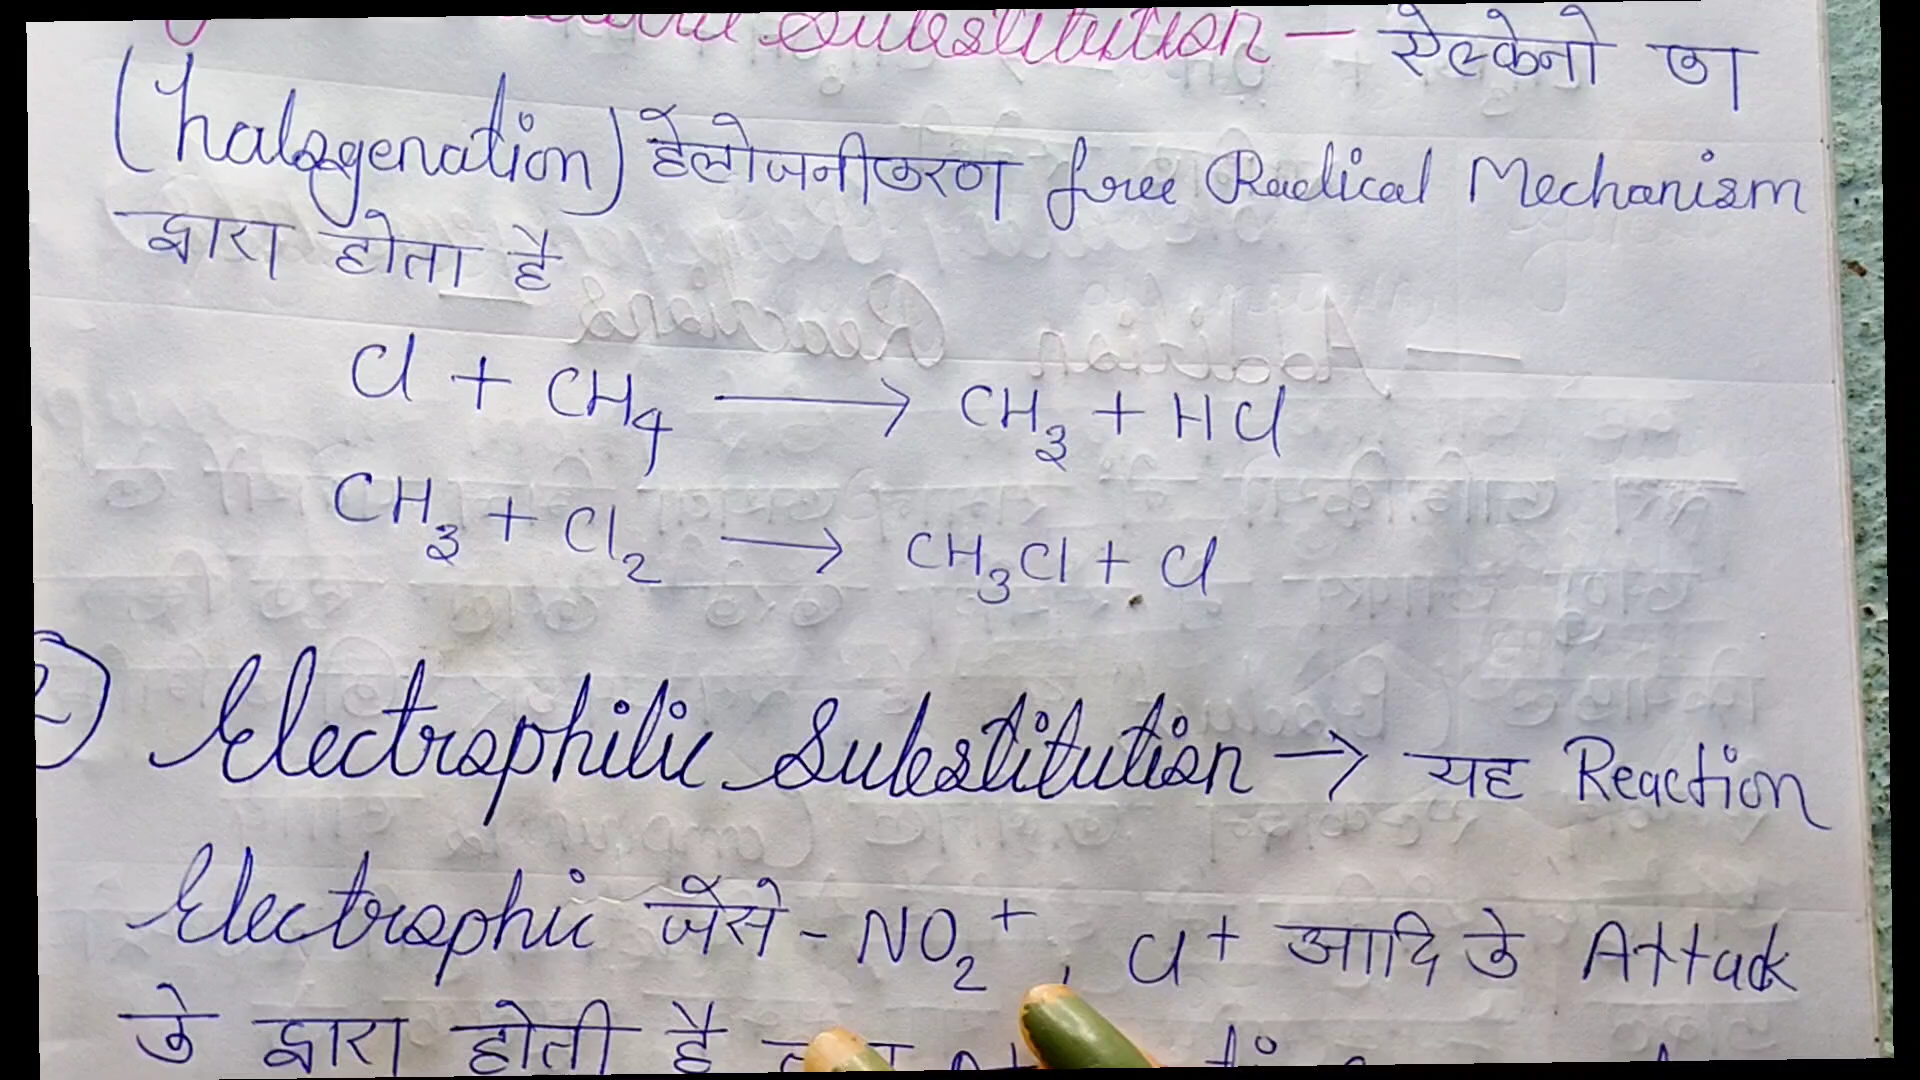 Substitution — ऐल्केनो का
(halogenation) हैलोजनीकरण free Radical Mechanism
द्वारा होता है
Cl + CH4 ⟶ CH3 + HCl
CH3 + Cl2 ⟶ CH3Cl + Cl
2) Electrophilic Substitution → यह Reaction
Electrophic जैसे - NO2+, Cl+ आदि के Attack
के द्वारा होती है